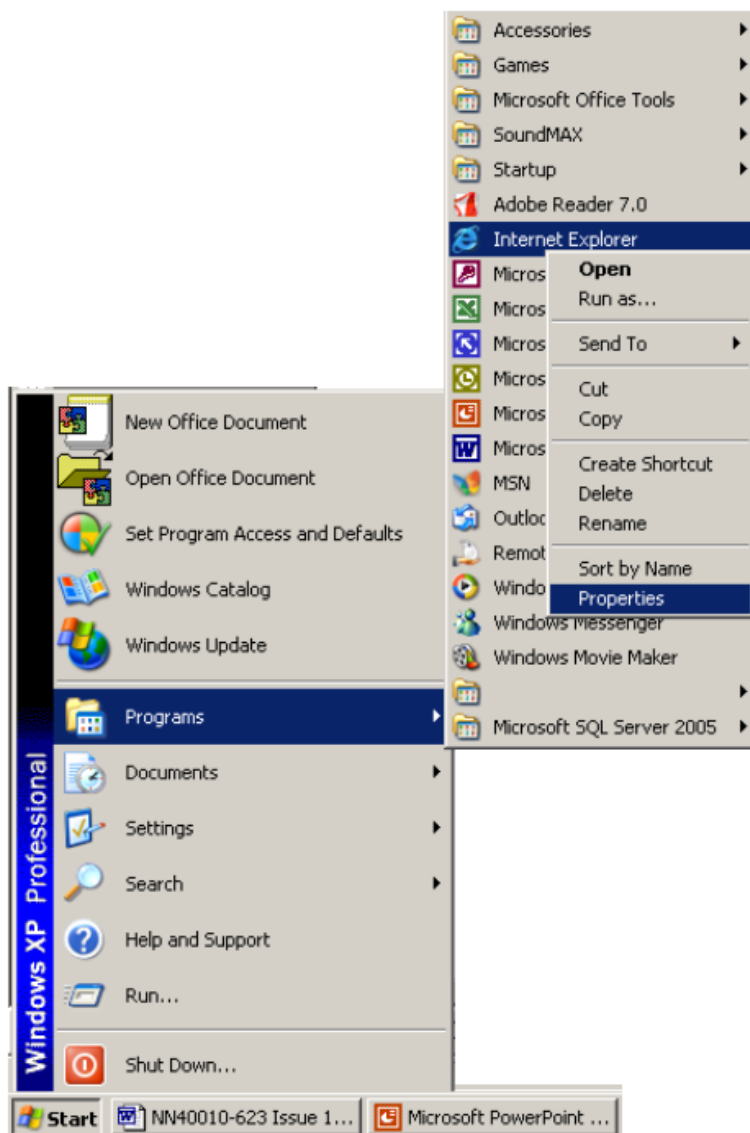 Accessories
Games
Microsoft Office Tools
SoundMAX
Startup
Adobe Reader 7.0
Internet Explorer
Micros
Micros
Micros
Micros
Micros
Micros
MSN
Outloo
Remot
Windo
Windows Messenger
Windows Movie Maker
Microsoft SQL Server 2005
Open
Run as...
Send To
Cut
Copy
Create Shortcut
Delete
Rename
Sort by Name
Properties
New Office Document
Open Office Document
Set Program Access and Defaults
Windows Catalog
Windows Update
Programs
Documents
Settings
Search
Help and Support
Run...
Shut Down...
Windows XP Professional
Start
NN40010-623 Issue 1...
Microsoft PowerPoint ...